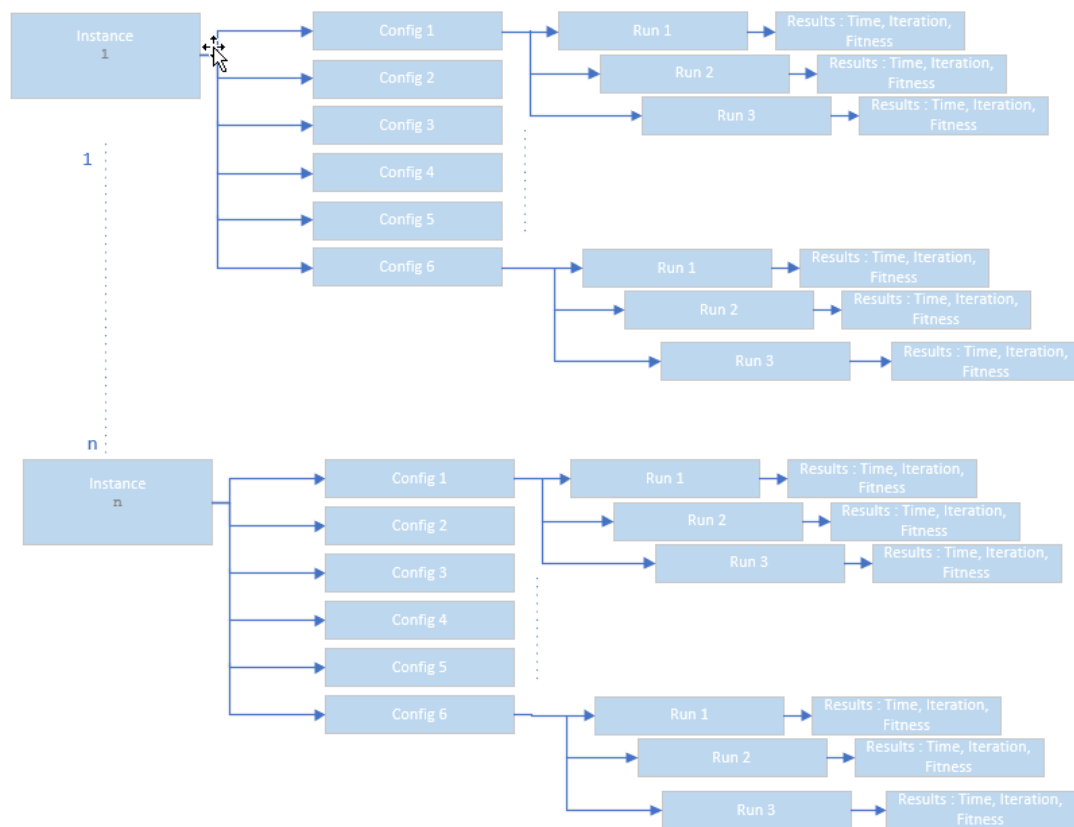 Instance
1
Config 1
Run 1
Results : Time, Iteration,
Fitness
Config 2
Run 2
Results : Time, Iteration,
Fitness
Config 3
Run 3
Results : Time, Iteration,
Fitness
1
Config 4
Config 5
Config 6
Run 1
Results : Time, Iteration,
Fitness
Run 2
Results : Time, Iteration,
Fitness
Run 3
Results : Time, Iteration,
Fitness
n
Instance
n
Config 1
Run 1
Results : Time, Iteration,
Fitness
Config 2
Run 2
Results : Time, Iteration,
Fitness
Config 3
Run 3
Results : Time, Iteration,
Fitness
Config 4
Config 5
Config 6
Run 1
Results : Time, Iteration,
Fitness
Run 2
Results : Time, Iteration,
Fitness
Run 3
Results : Time, Iteration,
Fitness